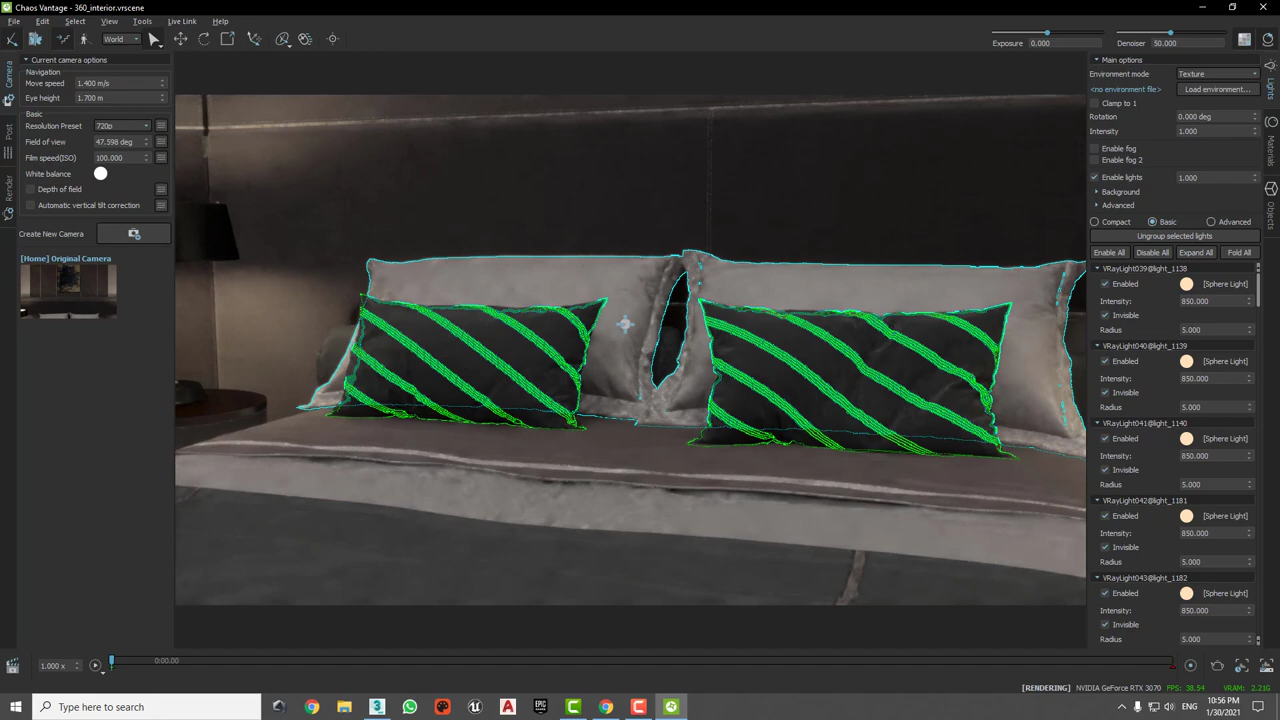 Chaos Vantage - 360_interior.vrscene
File Edit Select View Tools Live Link Help
World
Exposure 0.000
Denoiser 50.000
Camera
Post
Render
Current camera options
Navigation
Move speed 1.400 m/s
Eye height 1.700 m
Basic
Resolution Preset 720p
Field of view 47.598 deg
Film speed(ISO) 100.000
White balance
Depth of field
Automatic vertical tilt correction
Create New Camera
[Home] Original Camera
Main options
Environment mode Texture
<no environment file> Load environment...
Clamp to 1
Rotation 0.000 deg
Intensity 1.000
Enable fog
Enable fog 2
Enable lights 1.000
Background
Advanced
Compact Basic Advanced
Ungroup selected lights
Enable All Disable All Expand All Fold All
VRayLight039@light_1138
Enabled [Sphere Light]
Intensity: 850.000
Invisible
Radius 5.000
VRayLight040@light_1139
Enabled [Sphere Light]
Intensity: 850.000
Invisible
Radius 5.000
VRayLight041@light_1140
Enabled [Sphere Light]
Intensity: 850.000
Invisible
Radius 5.000
VRayLight042@light_1181
Enabled [Sphere Light]
Intensity: 850.000
Invisible
Radius 5.000
VRayLight043@light_1182
Enabled [Sphere Light]
Intensity: 850.000
Invisible
Radius 5.000
Lights
Materials
Objects
1.000 x
0:00.00
[RENDERING] NVIDIA GeForce RTX 3070 FPS: 38.54 VRAM: 2.21G
Type here to search
EPIC
ENG
10:56 PM
1/30/2021